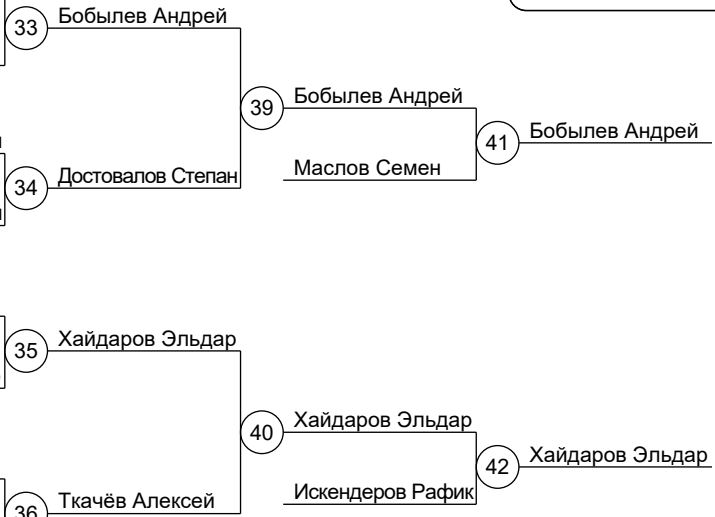 33
Бобылев Андрей
39
Бобылев Андрей
41
Бобылев Андрей
Маслов Семен
34
Достовалов Степан
35
Хайдаров Эльдар
40
Хайдаров Эльдар
42
Хайдаров Эльдар
Искендеров Рафик
36
Ткачёв Алексей